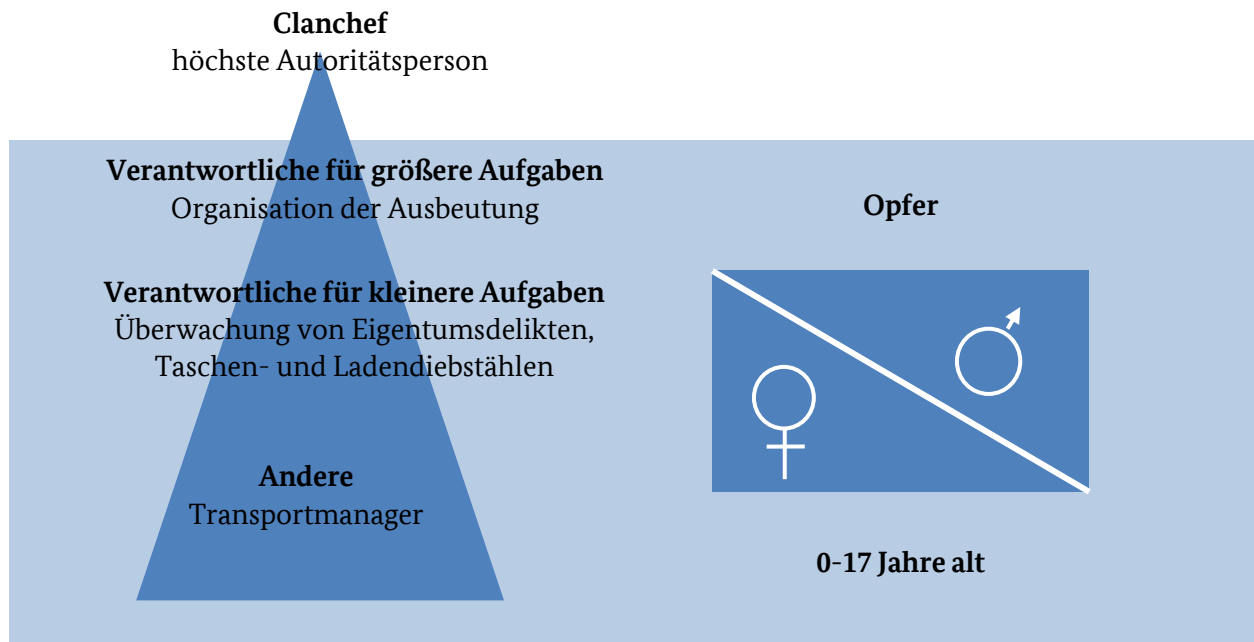 Clanchef
höchste Autoritätsperson
Verantwortliche für größere Aufgaben
Organisation der Ausbeutung
Verantwortliche für kleinere Aufgaben
Überwachung von Eigentumsdelikten,
Taschen- und Ladendiebstählen
Andere
Transportmanager
Opfer
0-17 Jahre alt